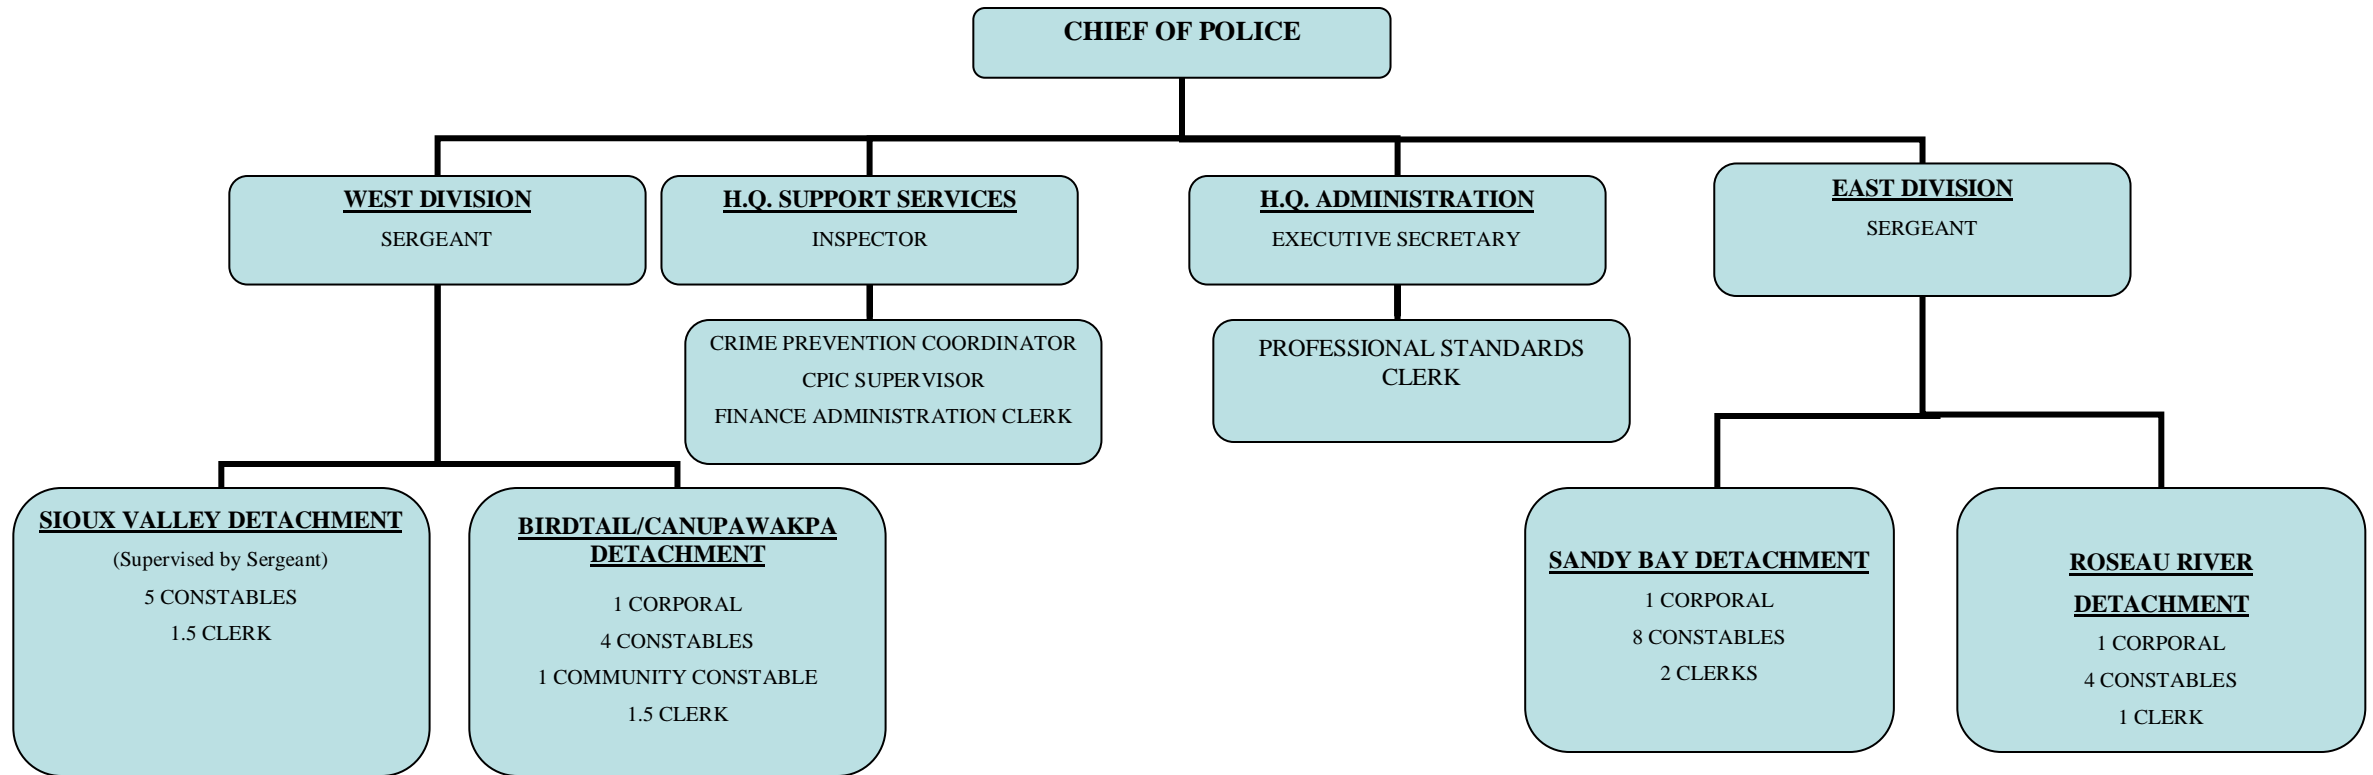 CHIEF OF POLICE
WEST DIVISION
SERGEANT
H.Q. SUPPORT SERVICES
INSPECTOR
H.Q. ADMINISTRATION
EXECUTIVE SECRETARY
EAST DIVISION
SERGEANT
CRIME PREVENTION COORDINATOR
CPIC SUPERVISOR
FINANCE ADMINISTRATION CLERK
PROFESSIONAL STANDARDS
CLERK
SIOUX VALLEY DETACHMENT
(Supervised by Sergeant)
5 CONSTABLES
1.5 CLERK
BIRDTAIL/CANUPAWAKPA
DETACHMENT
1 CORPORAL
4 CONSTABLES
1 COMMUNITY CONSTABLE
1.5 CLERK
SANDY BAY DETACHMENT
1 CORPORAL
8 CONSTABLES
2 CLERKS
ROSEAU RIVER
DETACHMENT
1 CORPORAL
4 CONSTABLES
1 CLERK